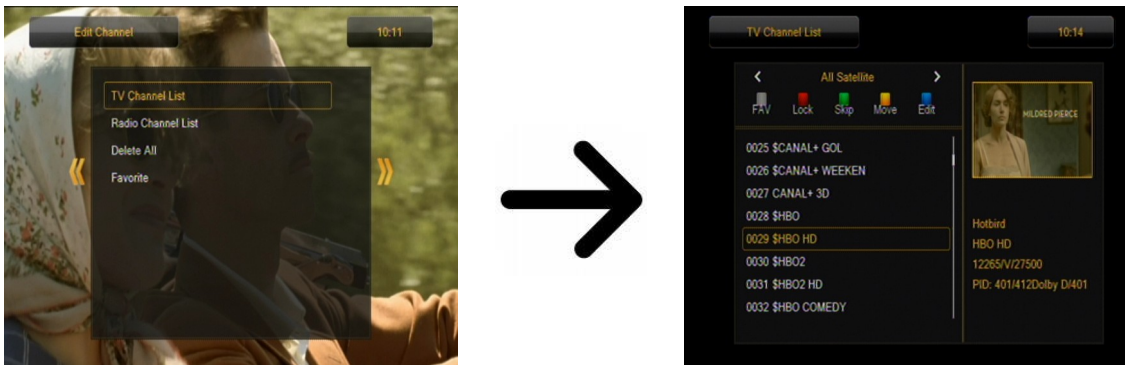 Edit Channel
10:11
TV Channel List
Radio Channel List
Delete All
Favorite
TV Channel List
10:14
All Satellite
FAV Lock Skip Move Edit
0025 $CANAL+ GOL
0026 $CANAL+ WEEKEN
0027 CANAL+ 3D
0028 $HBO
0029 $HBO HD
0030 $HBO2
0031 $HBO2 HD
0032 $HBO COMEDY
MILDRED PIERCE
Hotbird
HBO HD
12265/V/27500
PID: 401/412Dolby D/401